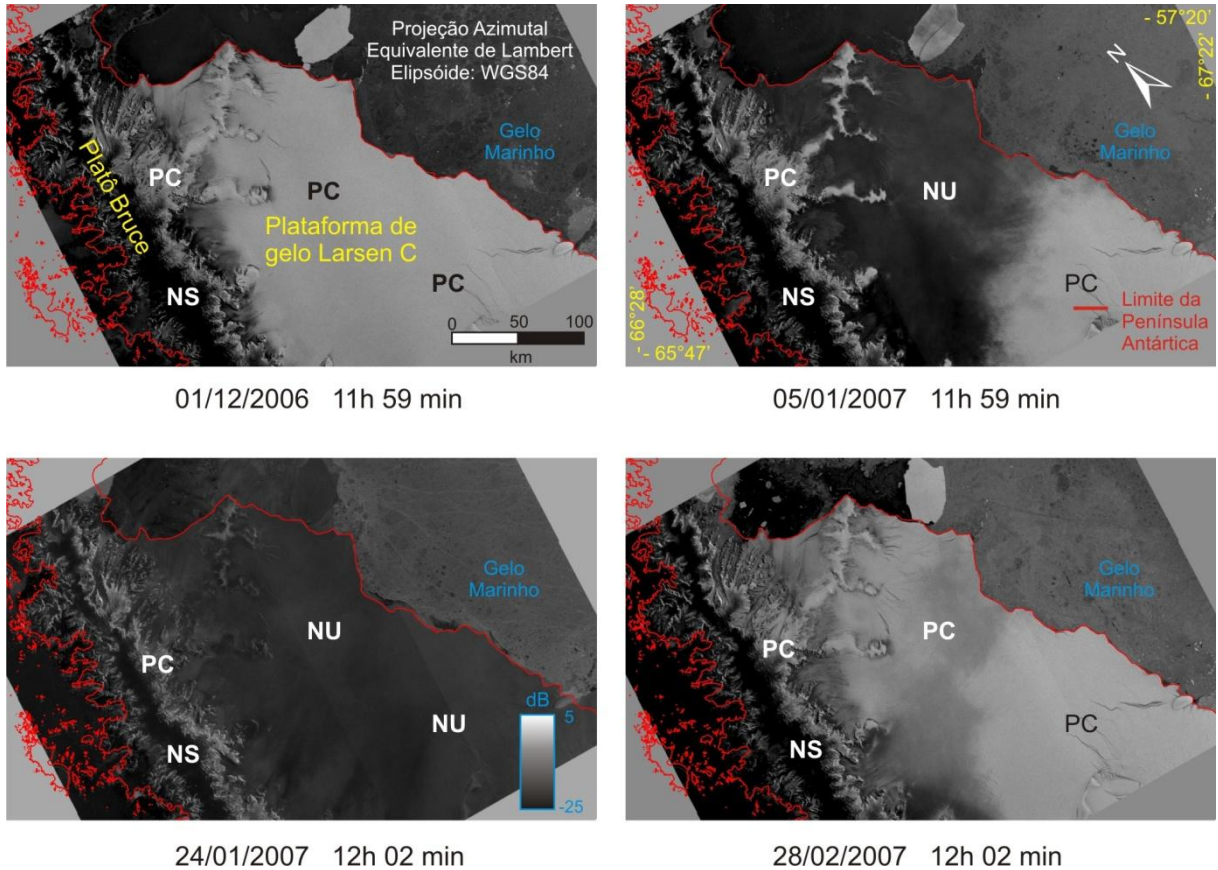 Projeção Azimutal
Equivalente de Lambert
Elipsóide: WGS84
Gelo
Marinho
Platô Bruce
PC
PC
Plataforma de
gelo Larsen C
PC
NS
0 50 100
km
01/12/2006 11h 59 min
- 57°20'
- 67°22'
N
Gelo
Marinho
PC
NU
NS
PC
Limite da
Península
Antártica
- 66°28'
- 65°47'
05/01/2007 11h 59 min
Gelo
Marinho
NU
PC
NU
NS
dB
5
-25
24/01/2007 12h 02 min
Gelo
Marinho
PC
PC
PC
NS
28/02/2007 12h 02 min